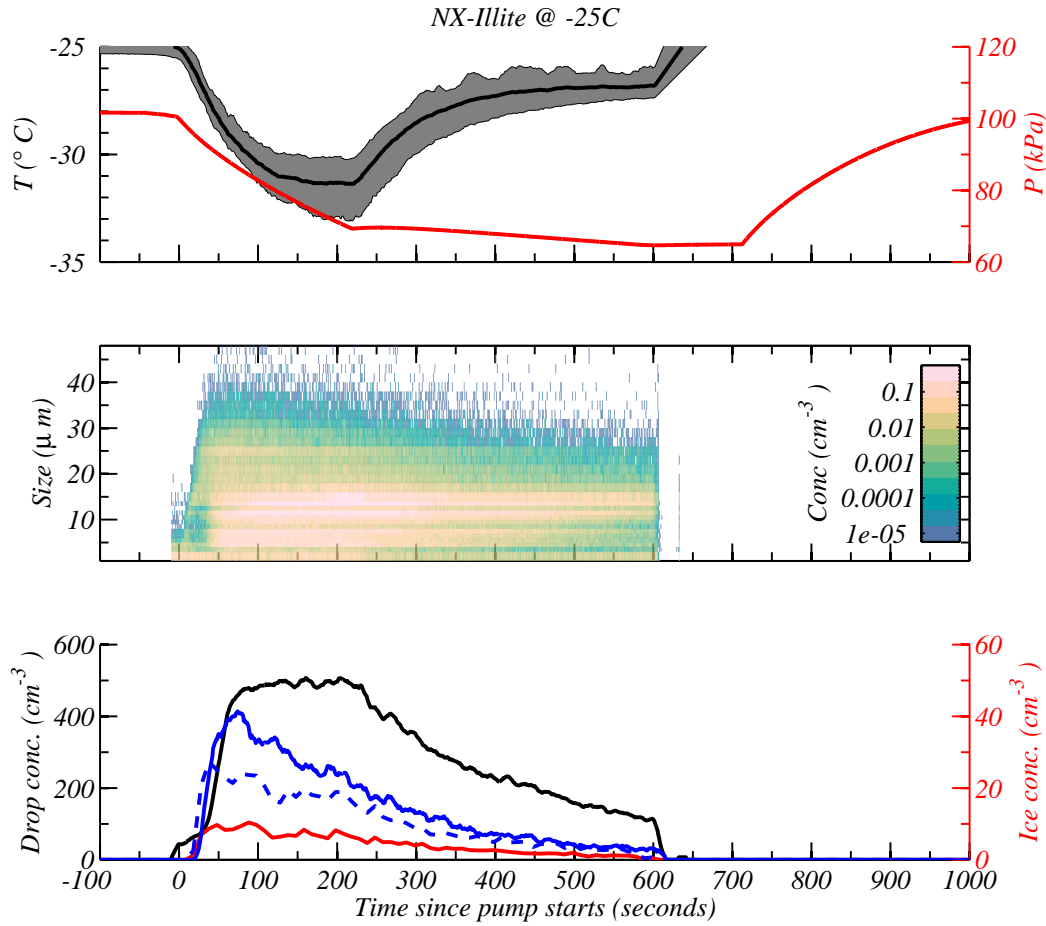 NX-Illite @ -25C
-25
-30
-35
T (° C)
120
100
80
60
P (kPa)
40
30
20
10
Size (μ m)
Conc (cm-3)
0.1
0.01
0.001
0.0001
1e-05
600
400
200
0
Drop conc. (cm-3 )
60
40
20
0
Ice conc. (cm-3)
-100 0 100 200 300 400 500 600 700 800 900 1000
Time since pump starts (seconds)